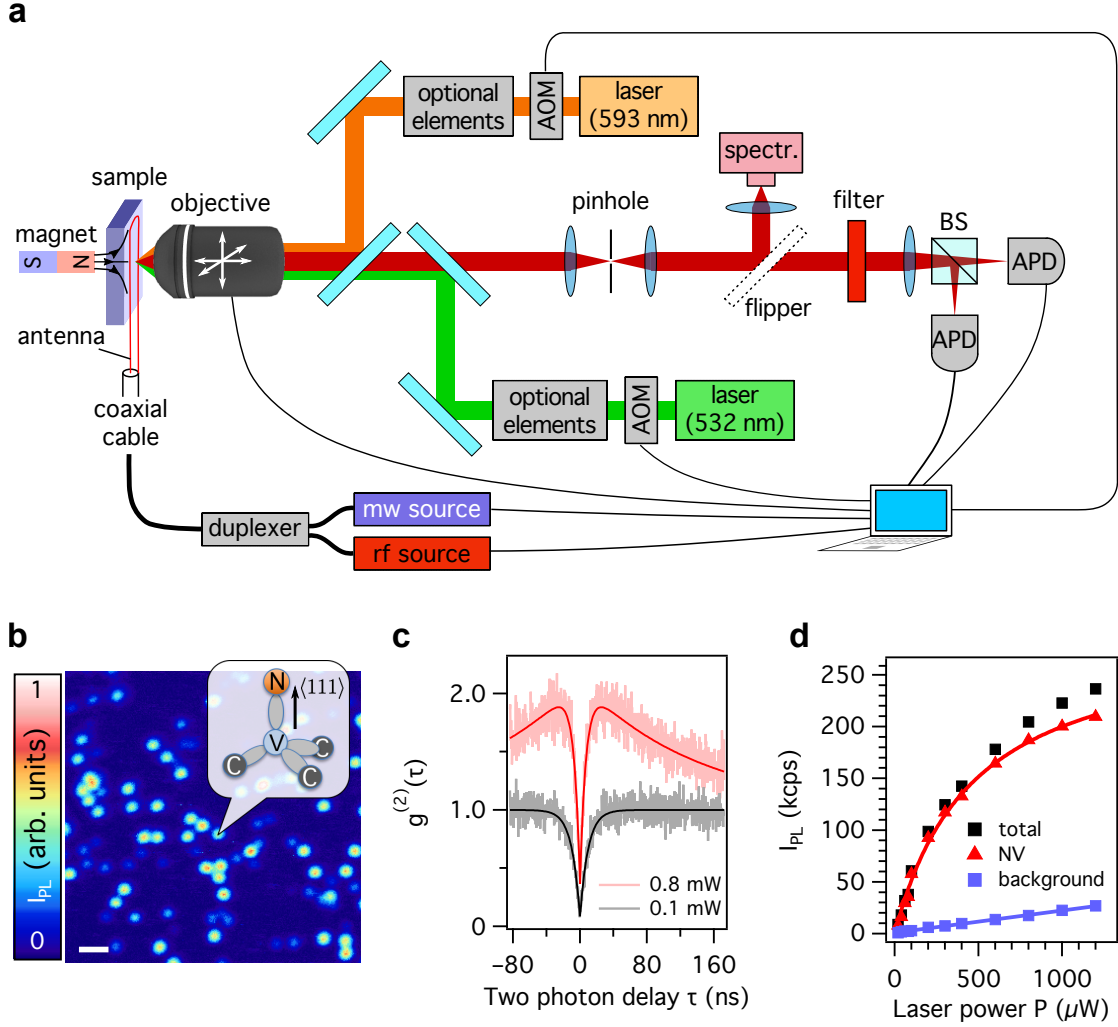 a
optional
elements
AOM
laser
(593 nm)
spectr.
sample
objective
pinhole
filter
BS
magnet
S N
APD
flipper
APD
antenna
optional
elements
AOM
laser
(532 nm)
coaxial
cable
duplexer
mw source
rf source
b
1
I_PL (arb. units)
0
N
⟨111⟩
V
C
C
C
c
g⁽²⁾(τ)
2.0
1.0
0
0.8 mW
0.1 mW
−80 0 80 160
Two photon delay τ (ns)
d
I_PL (kcps)
250
200
150
100
50
0
total
NV
background
0 500 1000
Laser power P (μW)